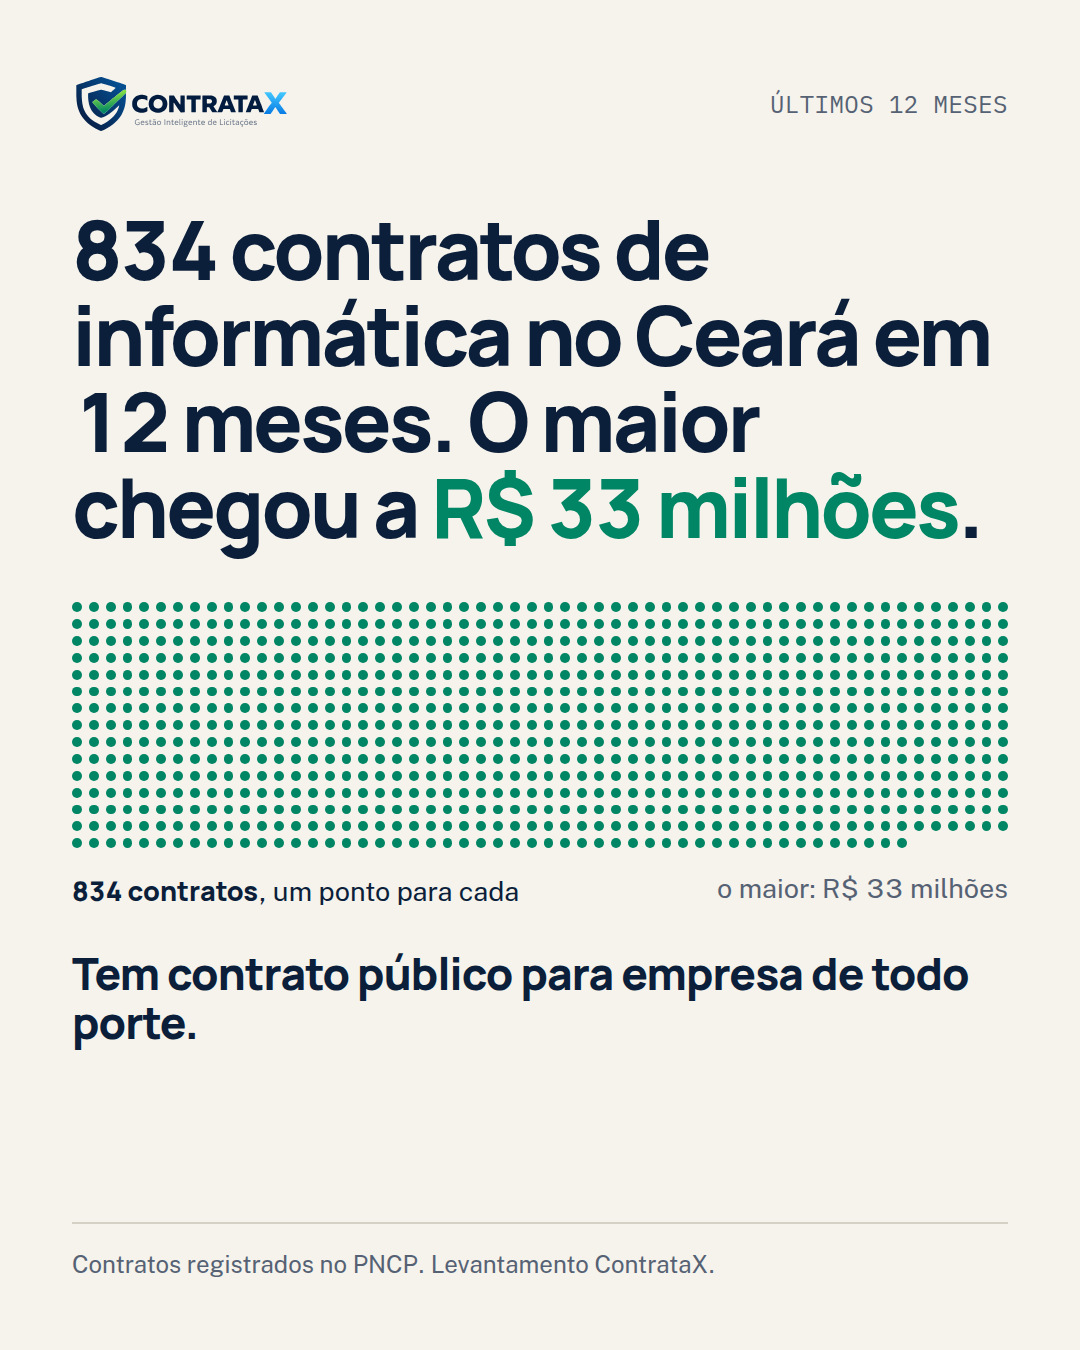 CONTRATAX
Gestão Inteligente de Licitações
ÚLTIMOS 12 MESES
834 contratos de
informática no Ceará em
12 meses. O maior
chegou a R$ 33 milhões.
834 contratos, um ponto para cada
o maior: R$ 33 milhões
Tem contrato público para empresa de todo
porte.
Contratos registrados no PNCP. Levantamento ContrataX.